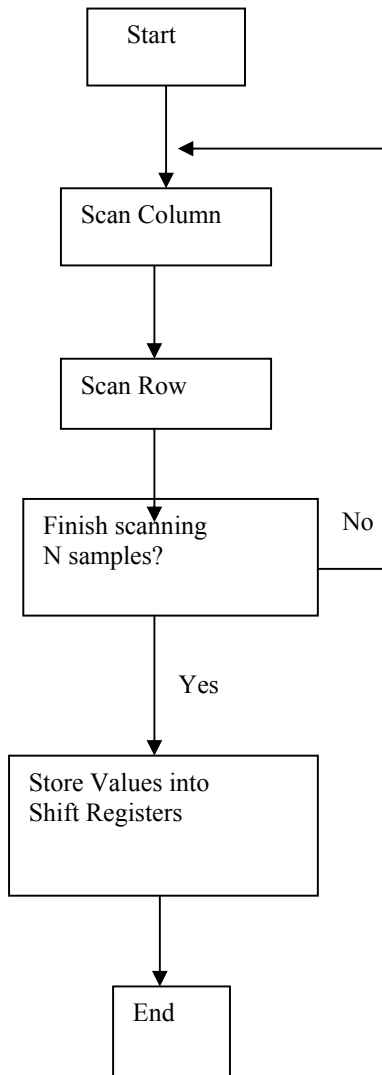 Start
Scan Column
Scan Row
Finish scanning
N samples?
No
Yes
Store Values into
Shift Registers
End